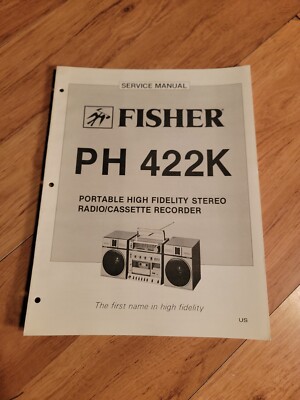 SERVICE MANUAL
FISHER
PH 422K
PORTABLE HIGH FIDELITY STEREO
RADIO/CASSETTE RECORDER
The first name in high fidelity
US